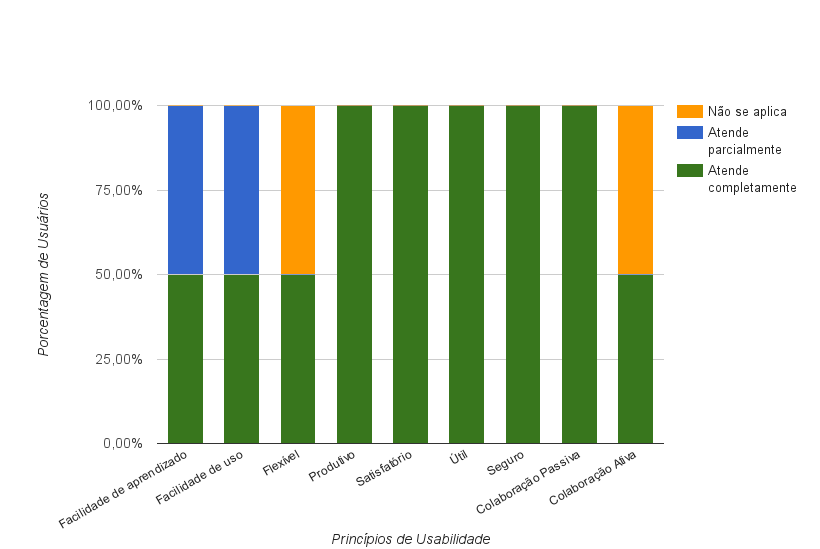 100,00%
75,00%
50,00%
25,00%
0,00%
Porcentagem de Usuários
Facilidade de aprendizado
Facilidade de uso
Flexível
Produtivo
Satisfatório
Útil
Seguro
Colaboração Passiva
Colaboração Ativa
Princípios de Usabilidade
Não se aplica
Atende
parcialmente
Atende
completamente